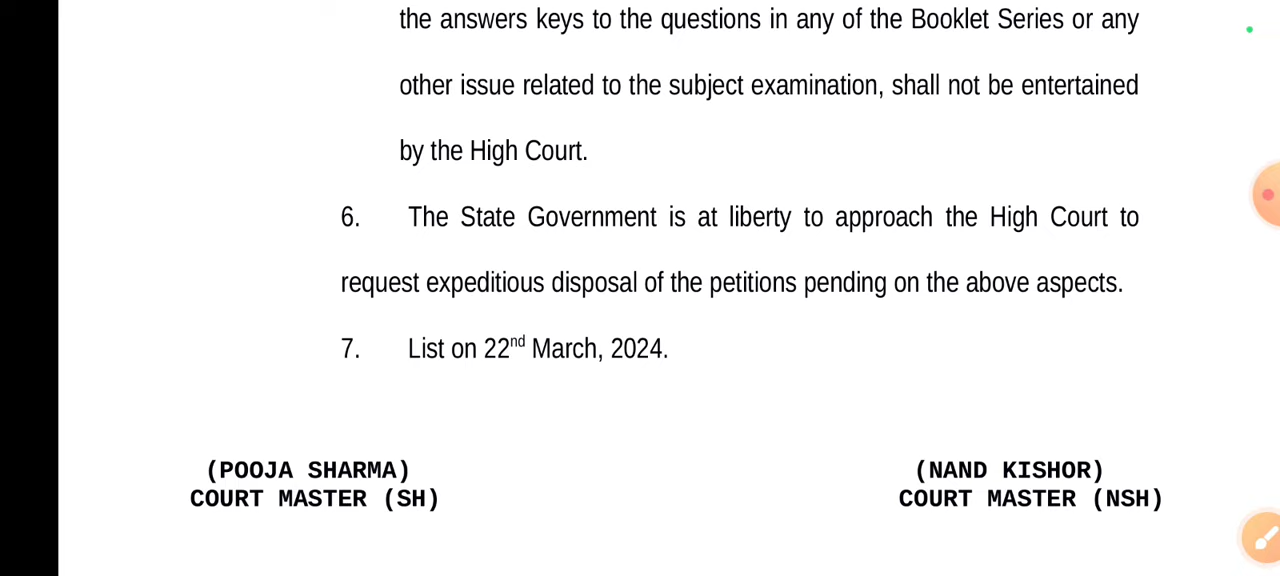 the answers keys to the questions in any of the Booklet Series or any
other issue related to the subject examination, shall not be entertained
by the High Court.
6. The State Government is at liberty to approach the High Court to
request expeditious disposal of the petitions pending on the above aspects.
7. List on 22nd March, 2024.
(POOJA SHARMA) (NAND KISHOR)
COURT MASTER (SH) COURT MASTER (NSH)